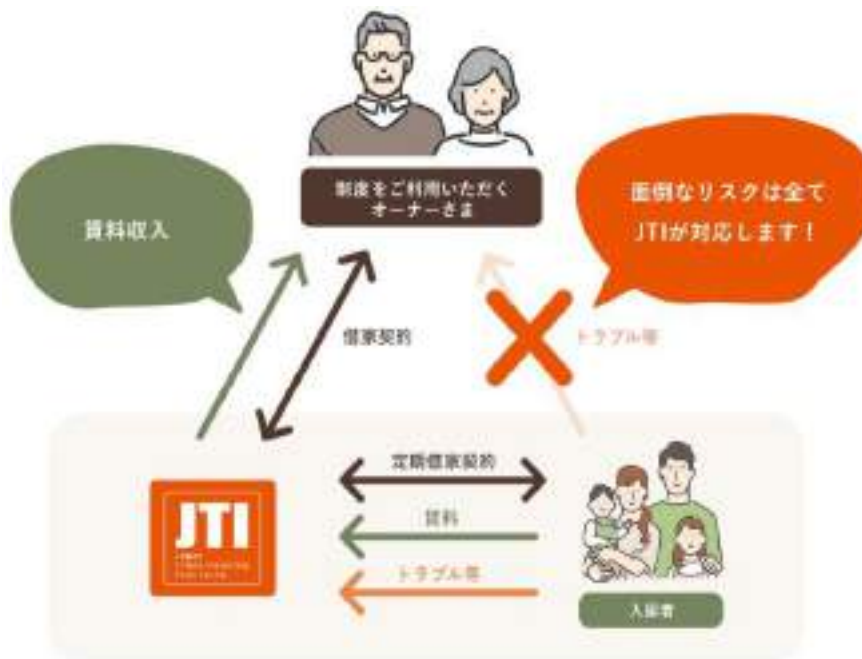 制度をご利用いただく
オーナーさま
賃料収入
面倒なリスクは全て
JTIが対応します！
借家契約
トラブル等
定期借家契約
賃料
トラブル等
JTI
入居者